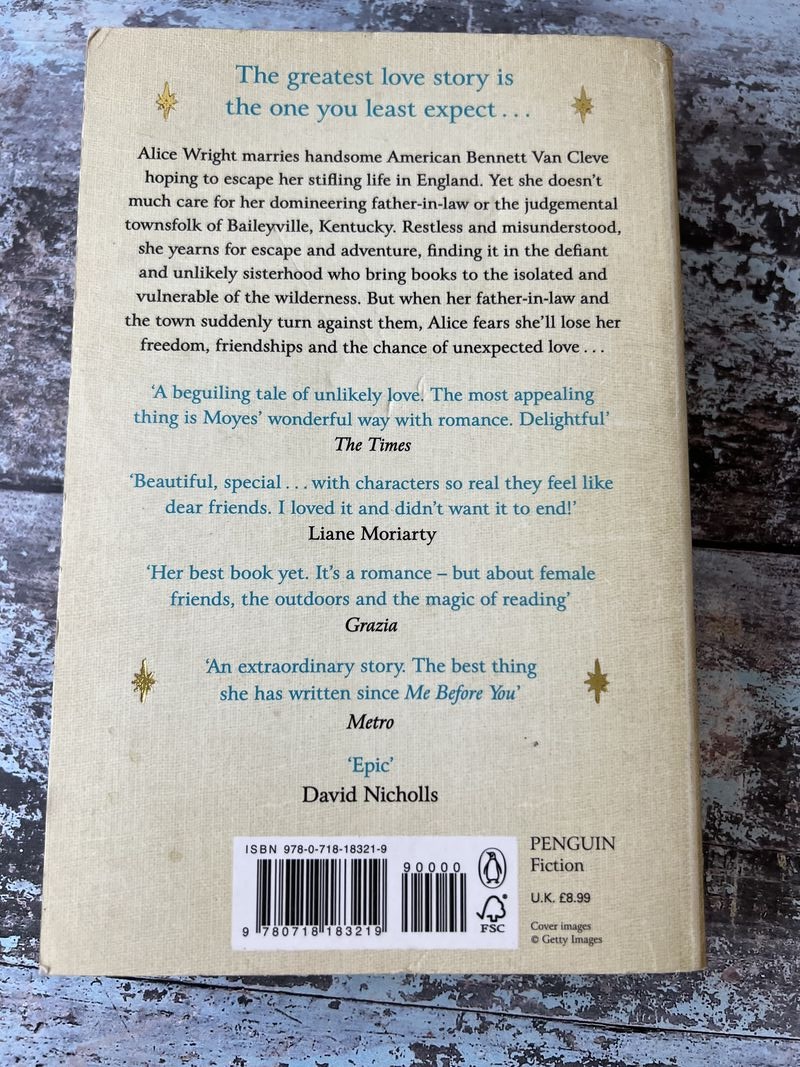 The greatest love story is
the one you least expect...
Alice Wright marries handsome American Bennett Van Cleve
hoping to escape her stifling life in England. Yet she doesn't
much care for her domineering father-in-law or the judgemental
townsfolk of Baileyville, Kentucky. Restless and misunderstood,
she yearns for escape and adventure, finding it in the defiant
and unlikely sisterhood who bring books to the isolated and
vulnerable of the wilderness. But when her father-in-law and
the town suddenly turn against them, Alice fears she'll lose her
freedom, friendships and the chance of unexpected love...
'A beguiling tale of unlikely love. The most appealing
thing is Moyes' wonderful way with romance. Delightful'
The Times
'Beautiful, special...with characters so real they feel like
dear friends. I loved it and didn't want it to end!'
Liane Moriarty
'Her best book yet. It's a romance – but about female
friends, the outdoors and the magic of reading'
Grazia
'An extraordinary story. The best thing
she has written since Me Before You'
Metro
'Epic'
David Nicholls
ISBN 978-0-718-18321-9
90000
9 780718 183219
FSC
PENGUIN
Fiction
U.K. £8.99
Cover images
© Getty Images